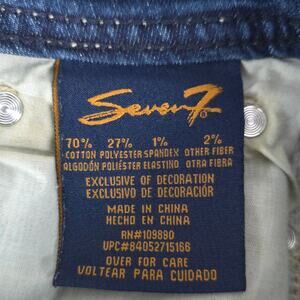 Seven7
70% 27% 1% 2%
COTTON POLYESTER SPANDEX OTHER FIBER
ALGODÓN POLIÉSTER ELASTINO OTRA FIBRA
EXCLUSIVE OF DECORATION
EXCLUSIVO DE DECORACIÓN
MADE IN CHINA
HECHO EN CHINA
RN#109880
UPC#84052715166
OVER FOR CARE
VOLTEAR PARA CUIDADO